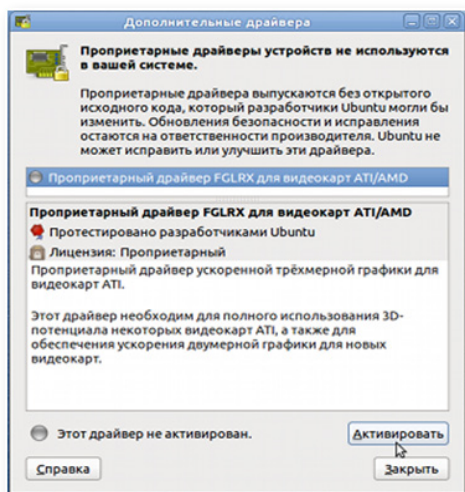 Дополнительные драйвера
Проприетарные драйверы устройств не используются
в вашей системе.
Проприетарные драйвера выпускаются без открытого
исходного кода, который разработчики Ubuntu могли бы
изменить. Обновления безопасности и исправления
остаются на ответственности производителя. Ubuntu не
может исправить или улучшить эти драйвера.
Проприетарный драйвер FGLRX для видеокарт ATI/AMD
Проприетарный драйвер FGLRX для видеокарт ATI/AMD
Протестировано разработчиками Ubuntu
Лицензия: Проприетарный
Проприетарный драйвер ускоренной трёхмерной графики для
видеокарт ATI.
Этот драйвер необходим для полного использования 3D-
потенциала некоторых видеокарт ATI, а также для
обеспечения ускорения двумерной графики для новых
видеокарт.
Этот драйвер не активирован.
Активировать
Справка
Закрыть